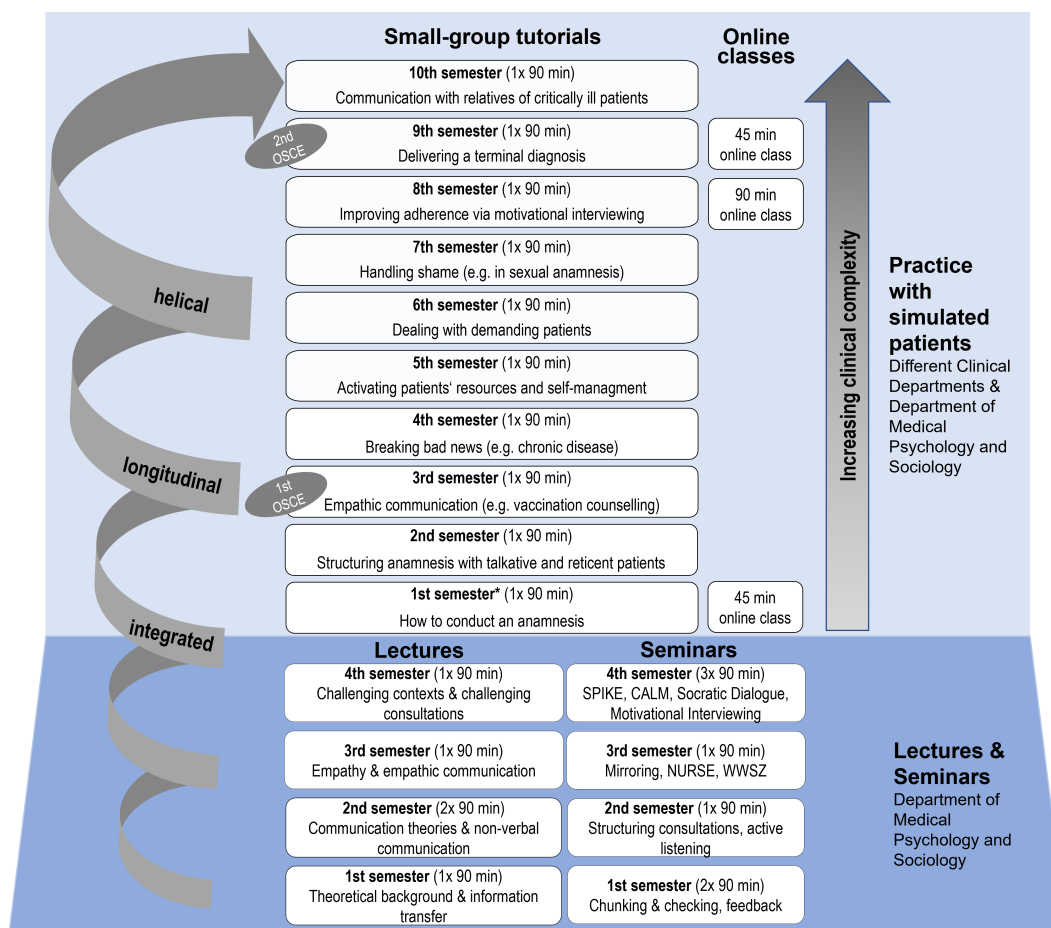 Small-group tutorials
Online
classes
10th semester (1x 90 min)
Communication with relatives of critically ill patients
2nd
OSCE
9th semester (1x 90 min)
Delivering a terminal diagnosis
45 min
online class
8th semester (1x 90 min)
Improving adherence via motivational interviewing
90 min
online class
7th semester (1x 90 min)
Handling shame (e.g. in sexual anamnesis)
helical
6th semester (1x 90 min)
Dealing with demanding patients
5th semester (1x 90 min)
Activating patients‘ resources and self-managment
4th semester (1x 90 min)
Breaking bad news (e.g. chronic disease)
longitudinal
1st
OSCE
3rd semester (1x 90 min)
Empathic communication (e.g. vaccination counselling)
2nd semester (1x 90 min)
Structuring anamnesis with talkative and reticent patients
1st semester* (1x 90 min)
How to conduct an anamnesis
45 min
online class
Increasing clinical complexity
Practice
with
simulated
patients
Different Clinical
Departments &
Department of
Medical
Psychology and
Sociology
integrated
Lectures
Seminars
4th semester (1x 90 min)
Challenging contexts & challenging
consultations
4th semester (3x 90 min)
SPIKE, CALM, Socratic Dialogue,
Motivational Interviewing
3rd semester (1x 90 min)
Empathy & empathic communication
3rd semester (1x 90 min)
Mirroring, NURSE, WWSZ
2nd semester (2x 90 min)
Communication theories & non-verbal
communication
2nd semester (1x 90 min)
Structuring consultations, active
listening
1st semester (1x 90 min)
Theoretical background & information
transfer
1st semester (2x 90 min)
Chunking & checking, feedback
Lectures &
Seminars
Department of
Medical
Psychology and
Sociology